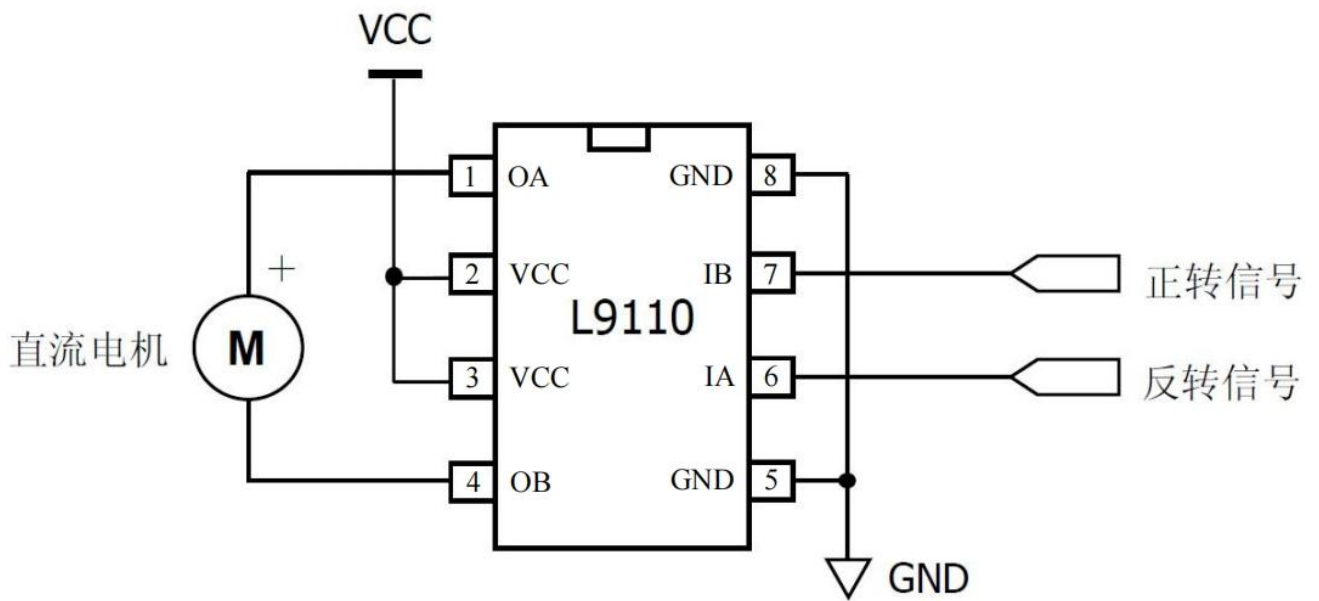 VCC
1 OA GND 8
+
2 VCC IB 7 正转信号
L9110
直流电机 M
3 VCC IA 6 反转信号
4 OB GND 5
GND